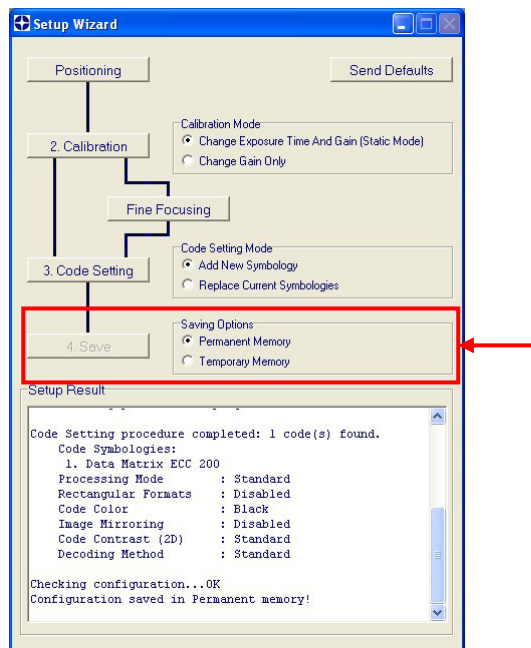 Setup Wizard
Positioning
Send Defaults
Calibration Mode
2. Calibration
Change Exposure Time And Gain (Static Mode)
Change Gain Only
Fine Focusing
Code Setting Mode
3. Code Setting
Add New Symbology
Replace Current Symbologies
Saving Options
4. Save
Permanent Memory
Temporary Memory
Setup Result
Code Setting procedure completed: 1 code(s) found.
Code Symbologies:
1. Data Matrix ECC 200
Processing Mode : Standard
Rectangular Formats : Disabled
Code Color : Black
Image Mirroring : Disabled
Code Contrast (2D) : Standard
Decoding Method : Standard
Checking configuration...OK
Configuration saved in Permanent memory!